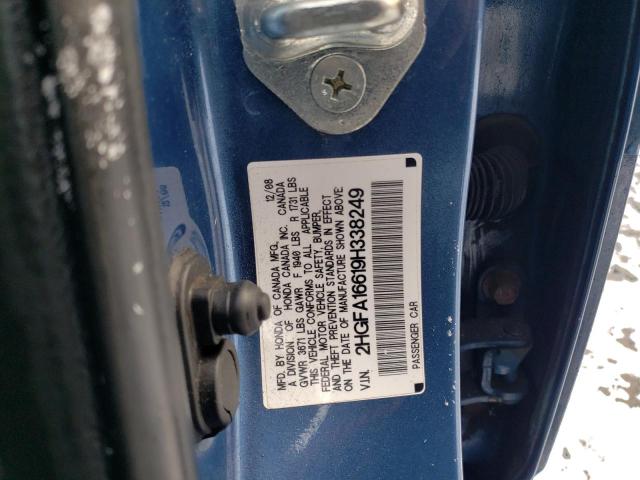 MFD. BY HONDA OF CANADA MFG. 12/08
A DIVISION OF HONDA CANADA INC. CANADA
GVWR 3671 LBS GAWR F 1940 LBS R 1731 LBS
THIS VEHICLE CONFORMS TO ALL APPLICABLE
FEDERAL MOTOR VEHICLE SAFETY, BUMPER,
AND THEFT PREVENTION STANDARDS IN EFFECT
ON THE DATE OF MANUFACTURE SHOWN ABOVE:
V.I.N. 2HGFA16619H338249
PASSENGER CAR